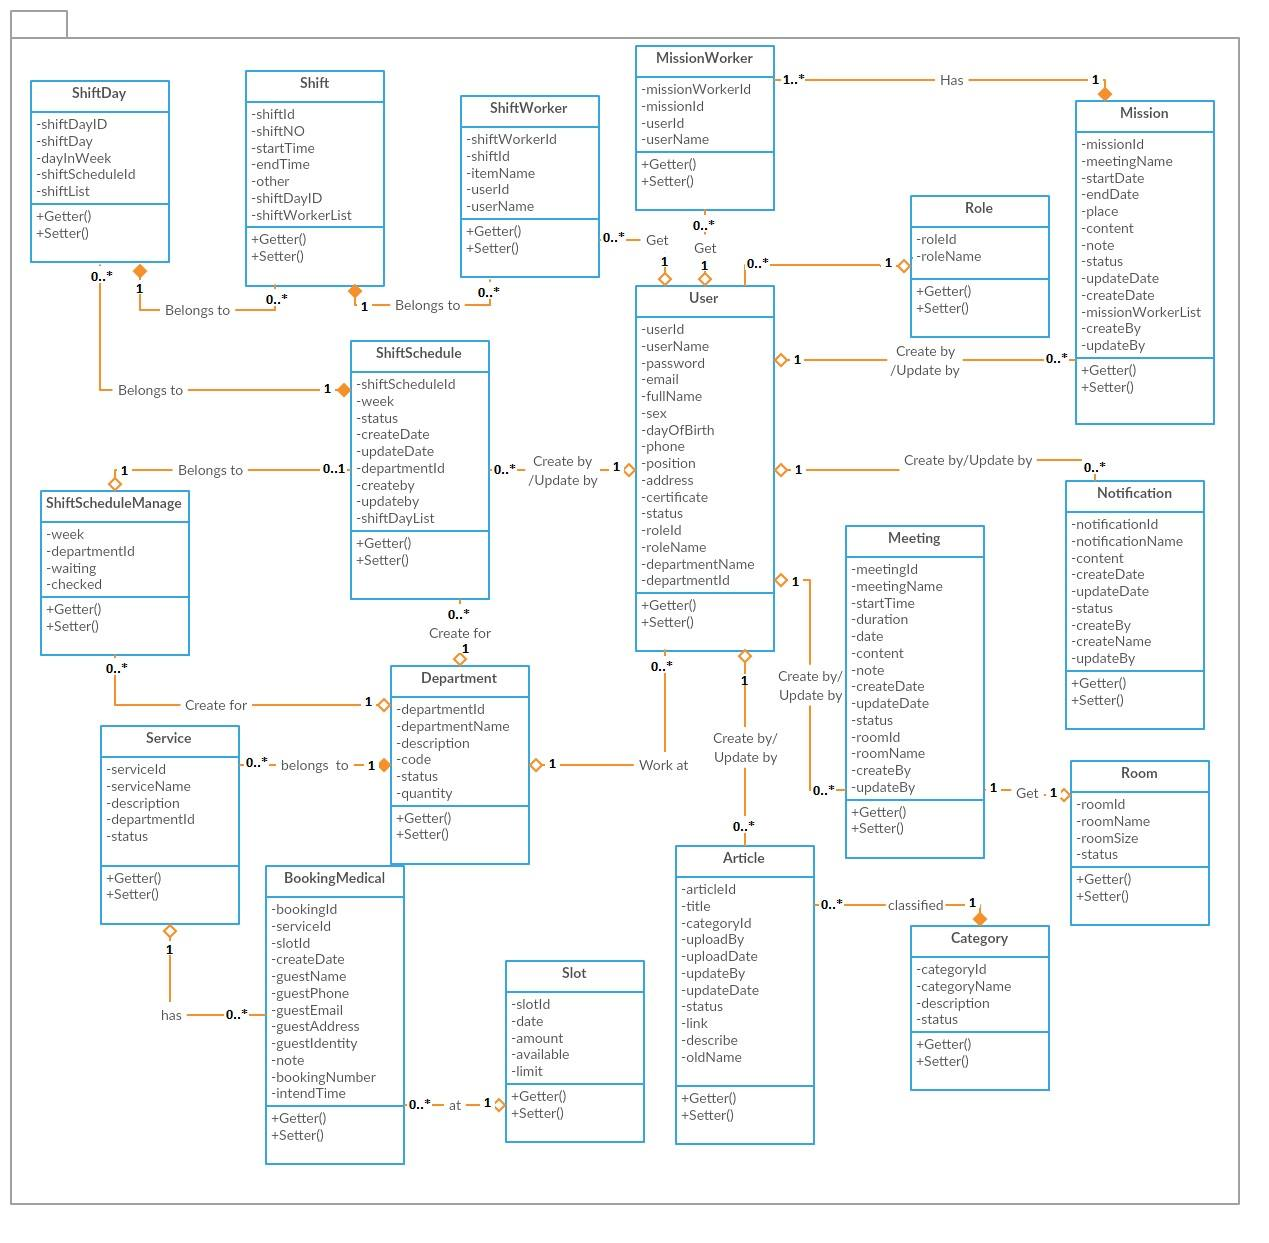 ShiftDay
-shiftDayID
-shiftDay
-dayInWeek
-shiftScheduleId
-shiftList
+Getter()
+Setter()
Shift
-shiftId
-shiftNO
-startTime
-endTime
-other
-shiftDayID
-shiftWorkerList
+Getter()
+Setter()
ShiftWorker
-shiftWorkerId
-shiftId
-itemName
-userId
-userName
+Getter()
+Setter()
MissionWorker
-missionWorkerId
-missionId
-userId
-userName
+Getter()
+Setter()
1..*
Has
1
Mission
-missionId
-meetingName
-startDate
-endDate
-place
-content
-note
-status
-updateDate
-createDate
-missionWorkerList
-createBy
-updateBy
+Getter()
+Setter()
Role
-roleId
-roleName
+Getter()
+Setter()
0..*
Get
1
0..*
Get
1
0..*
1
0..*
1
Belongs to
0..*
1
Belongs to
0..*
Belongs to
1
ShiftSchedule
-shiftScheduleId
-week
-status
-createDate
-updateDate
-departmentId
-createby
-updateby
-shiftDayList
+Getter()
+Setter()
User
-userId
-userName
-password
-email
-fullName
-sex
-dayOfBirth
-phone
-position
-address
-certificate
-status
-roleId
-roleName
-departmentName
-departmentId
+Getter()
+Setter()
1
Create by
/Update by
0..*
1
Belongs to
0..1
0..*
Create by
/Update by
1
1
Create by/Update by
0..*
ShiftScheduleManage
-week
-departmentId
-waiting
-checked
+Getter()
+Setter()
Notification
-notificationId
-notificationName
-content
-createDate
-updateDate
-status
-createBy
-createName
-updateBy
+Getter()
+Setter()
Meeting
-meetingId
-meetingName
-startTime
-duration
-date
-content
-note
-createDate
-updateDate
-status
-roomId
-roomName
-createBy
-updateBy
+Getter()
+Setter()
1
Create by/
Update by
0..*
0..*
Create for
1
0..*
Create for
1
Department
-departmentId
-departmentName
-description
-code
-status
-quantity
+Getter()
+Setter()
0..*
1
Work at
1
Create by/
Update by
0..*
Service
-serviceId
-serviceName
-description
-departmentId
-status
+Getter()
+Setter()
0..*
belongs to
1
1
Get
1
Room
-roomId
-roomName
-roomSize
-status
+Getter()
+Setter()
BookingMedical
-bookingId
-serviceId
-slotId
-createDate
-guestName
-guestPhone
-guestEmail
-guestAddress
-guestIdentity
-note
-bookingNumber
-intendTime
+Getter()
+Setter()
1
has
0..*
Slot
-slotId
-date
-amount
-available
-limit
+Getter()
+Setter()
0..*
at
1
Article
-articleId
-title
-categoryId
-uploadBy
-uploadDate
-updateBy
-updateDate
-status
-link
-describe
-oldName
+Getter()
+Setter()
0..*
classified
1
Category
-categoryId
-categoryName
-description
-status
+Getter()
+Setter()